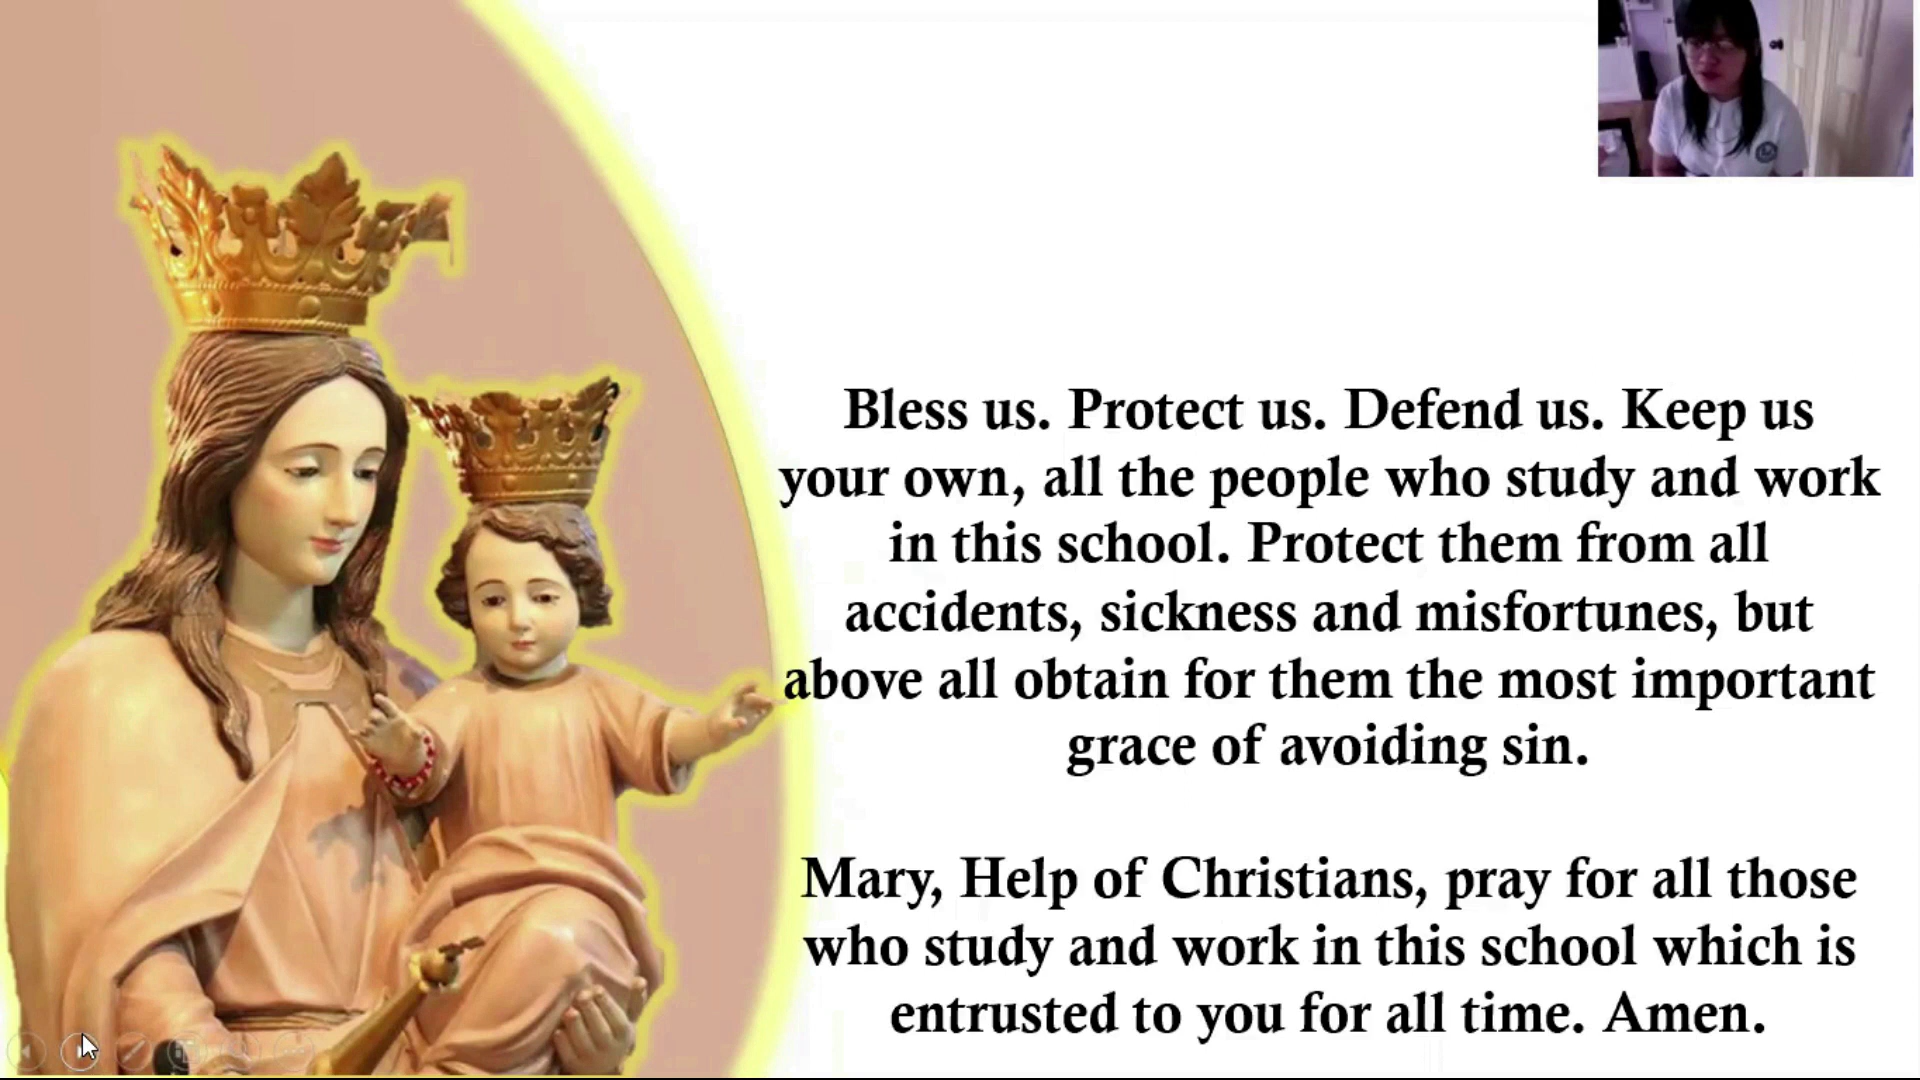 Bless us. Protect us. Defend us. Keep us
your own, all the people who study and work
in this school. Protect them from all
accidents, sickness and misfortunes, but
above all obtain for them the most important
grace of avoiding sin.
Mary, Help of Christians, pray for all those
who study and work in this school which is
entrusted to you for all time. Amen.